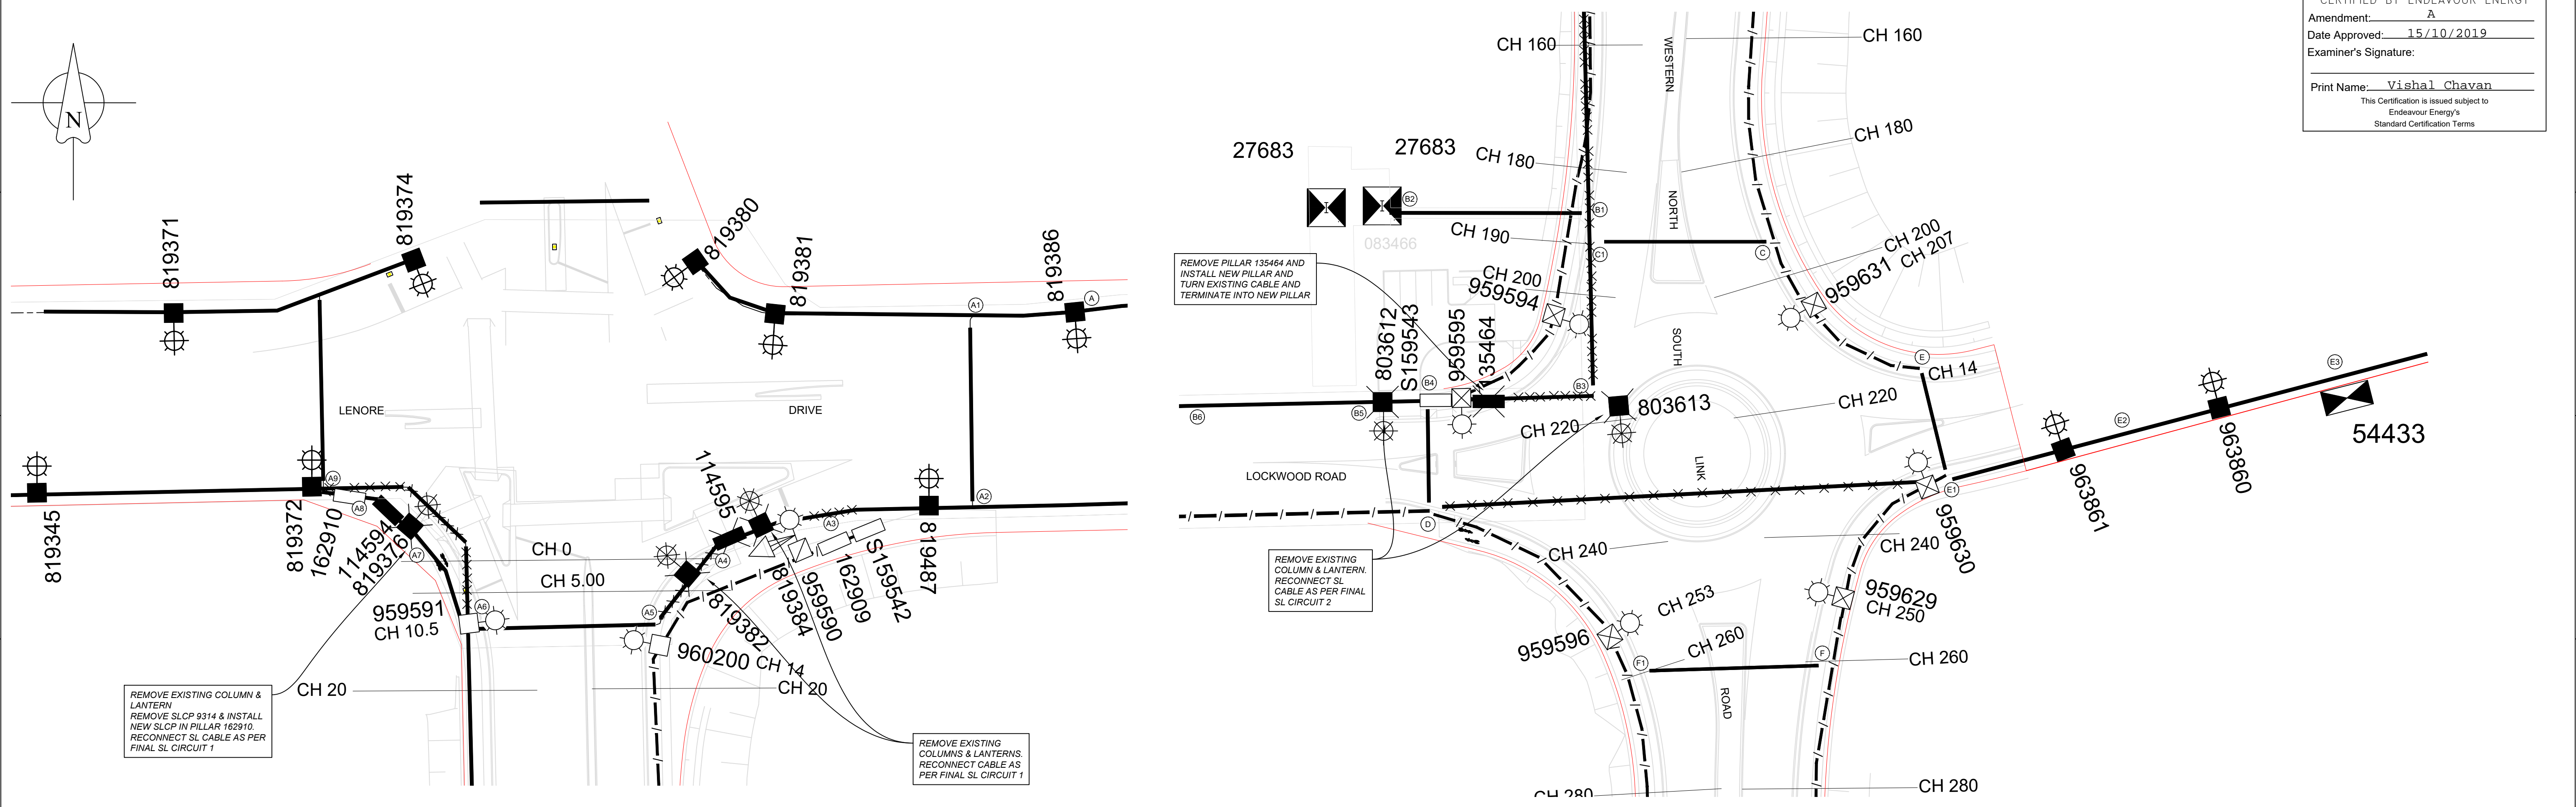 N
819371
819374
819380
819381
819386
A1
A
LENORE
DRIVE
819345
819372
162910
114594
819376
A9
A8
A7
A6
959591
CH 10.5
CH 0
CH 5.00
CH 20
114595
A4
A3
A2
A5
819384
959590
162909
S159542
819487
819382
960200
CH 14
CH 20
REMOVE EXISTING COLUMN &
LANTERN
REMOVE SLCP 9314 & INSTALL
NEW SLCP IN PILLAR 162910.
RECONNECT SL CABLE AS PER
FINAL SL CIRCUIT 1
REMOVE EXISTING
COLUMNS & LANTERNS.
RECONNECT CABLE AS
PER FINAL SL CIRCUIT 1
CH 160
WESTERN
CH 160
27683
27683
CH 180
CH 180
B2
B1
NORTH
083466
CH 190
C1
C
CH 200
CH 207
REMOVE PILLAR 135464 AND
INSTALL NEW PILLAR AND
TURN EXISTING CABLE AND
TERMINATE INTO NEW PILLAR
CH 200
959594
959631
803612
S159543
959595
35464
SOUTH
E
CH 14
E3
B6
B5
B4
B3
803613
CH 220
CH 220
E2
963860
54433
LOCKWOOD ROAD
LINK
963861
E1
959630
D
CH 240
CH 240
REMOVE EXISTING
COLUMN & LANTERN.
RECONNECT SL
CABLE AS PER FINAL
SL CIRCUIT 2
CH 253
959629
CH 250
959596
CH 260
F1
F
CH 260
ROAD
CH 280
CH 280
CERTIFIED BY ENDEAVOUR ENERGY
Amendment: A
Date Approved: 15/10/2019
Examiner's Signature:
Print Name: Vishal Chavan
This Certification is issued subject to
Endeavour Energy's
Standard Certification Terms